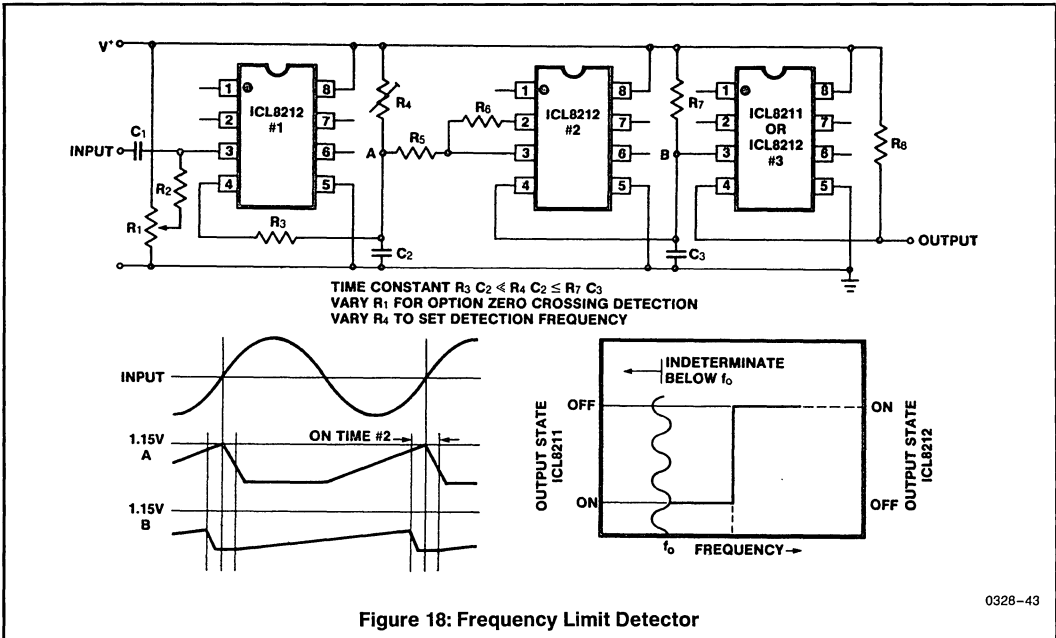 V+
1
2
3
4
8
7
6
5
ICL8212
#1
R4
1
2
3
4
8
7
6
5
ICL8212
#2
R6
R7
1
2
3
4
8
7
6
5
ICL8211
OR
ICL8212
#3
R8
C1
INPUT
R2
R1
R3
A
R5
C2
B
C3
OUTPUT
TIME CONSTANT R3 C2 ≪ R4 C2 ≤ R7 C3
VARY R1 FOR OPTION ZERO CROSSING DETECTION
VARY R4 TO SET DETECTION FREQUENCY
INPUT
1.15V
A
ON TIME #2
1.15V
B
INDETERMINATE
BELOW fo
OFF
ON
ON
OFF
OUTPUT STATE
ICL8211
OUTPUT STATE
ICL8212
fo
FREQUENCY→
0328–43
Figure 18: Frequency Limit Detector